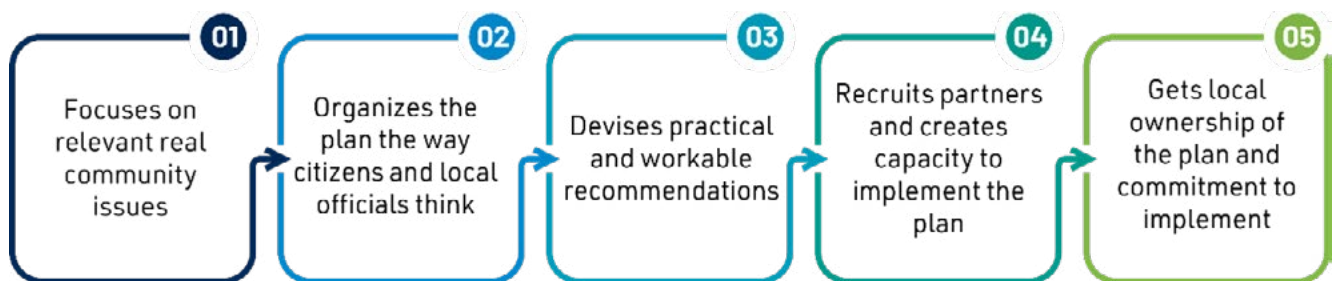 01
Focuses on
relevant real
community
issues
02
Organizes the
plan the way
citizens and local
officials think
03
Devises practical
and workable
recommendations
04
Recruits partners
and creates
capacity to
implement the
plan
05
Gets local
ownership of
the plan and
commitment to
implement